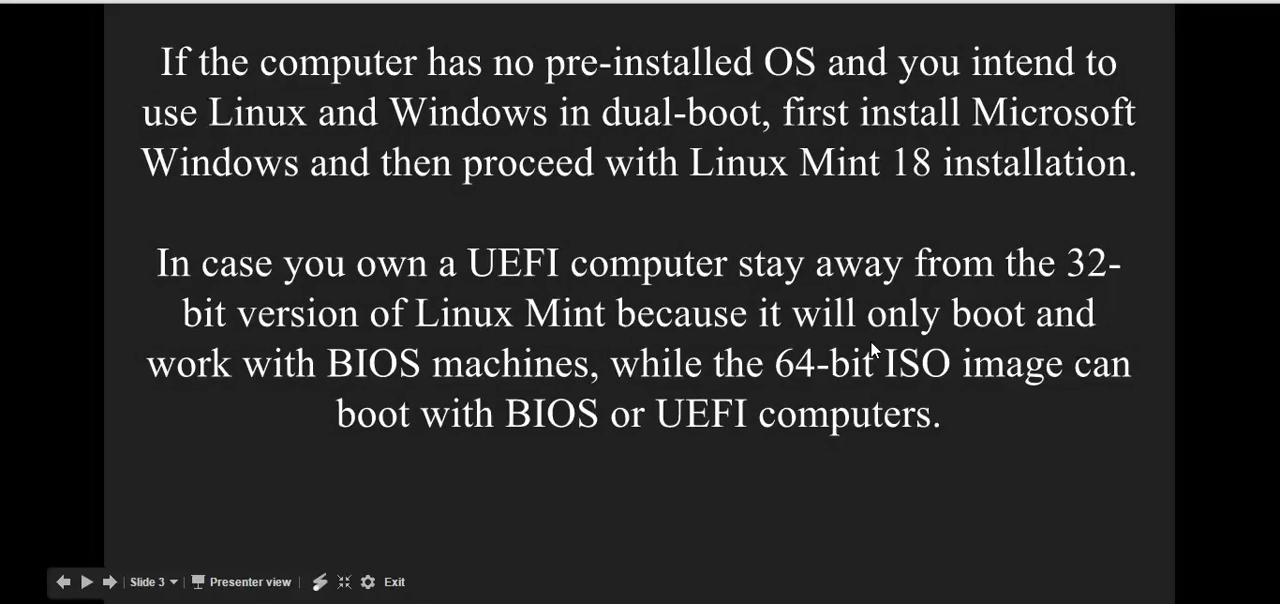 If the computer has no pre-installed OS and you intend to
use Linux and Windows in dual-boot, first install Microsoft
Windows and then proceed with Linux Mint 18 installation.
In case you own a UEFI computer stay away from the 32-
bit version of Linux Mint because it will only boot and
work with BIOS machines, while the 64-bit ISO image can
boot with BIOS or UEFI computers.
Slide 3 Presenter view Exit